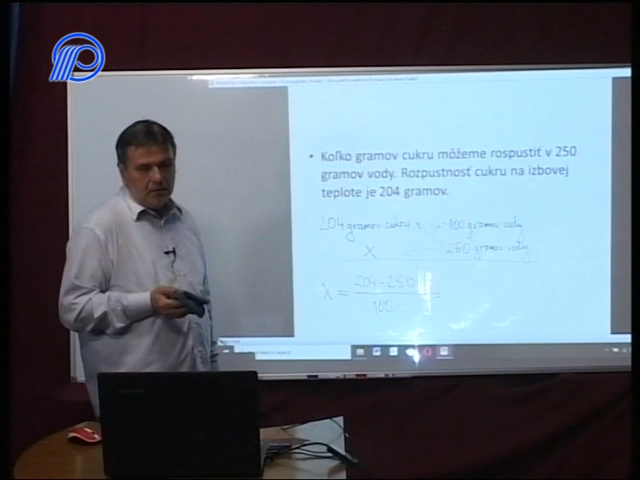 • Koľko gramov cukru môžeme rospustiť v 250
gramov vody. Rozpustnosť cukru na izbovej
teplote je 204 gramov.
204 gramov cukru 100 gramov vody
X 250 gramov vody
X = 204 - 250 / 100 =